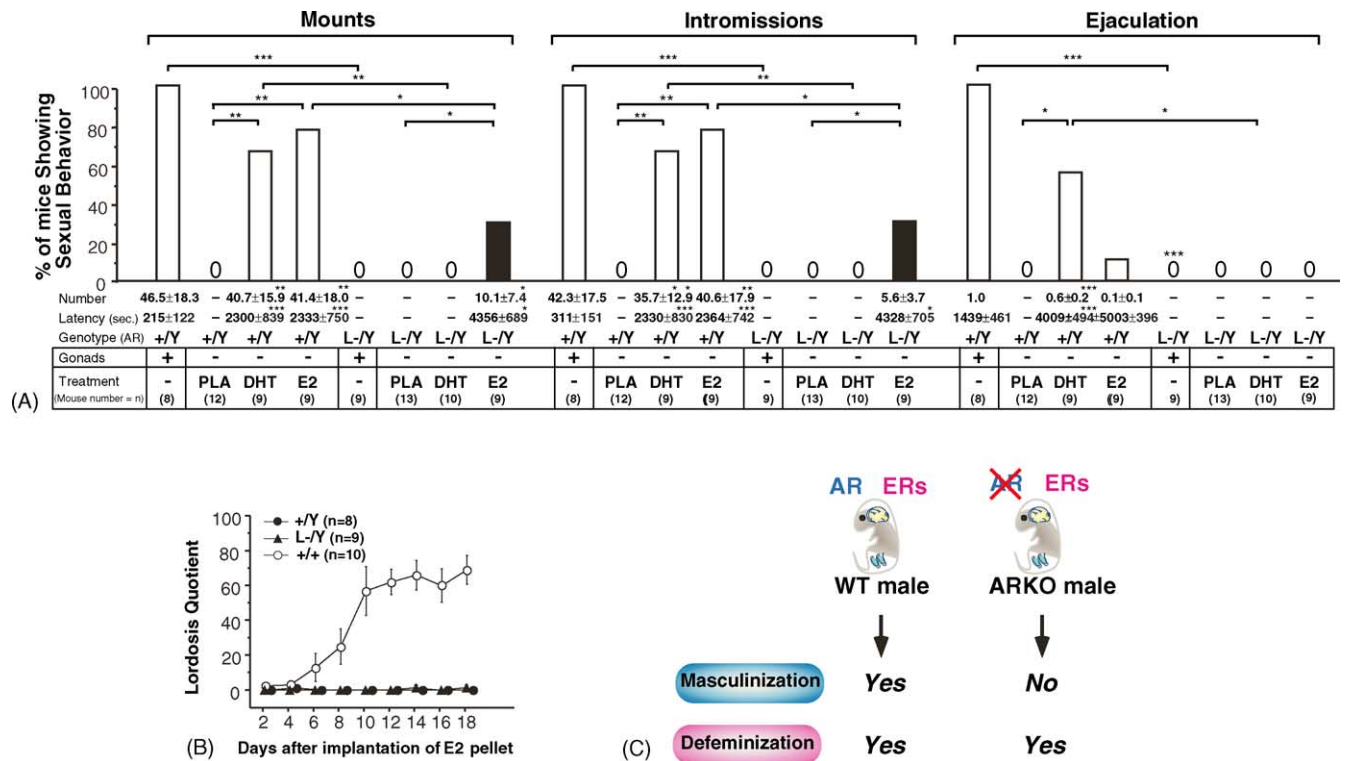 Mounts Intromissions Ejaculation
*** *** ***
** **
** * ** *
** * ** * * *
100
80
60
40
20
0
% of mice Showing
Sexual Behavior
0 0 0 0 0 0 0 0 0 *** 0 0 0 0
Number 46.5±18.3 – 40.7±15.9 ** 41.4±18.0 ** – – – 10.1±7.4 * 42.3±17.5 – 35.7±12.9 * * 40.6±17.9 ** – – – 5.6±3.7 1.0 – 0.6±0.2 *** 0.1±0.1 – – – –
Latency (sec.) 215±122 – 2300±839 *** 2333±750 *** – – – 4356±689 * 311±151 – 2330±830 *** 2364±742 *** – – – 4328±705 * 1439±461 – 4009±494 *** 5003±396 – – – –
Genotype (AR) +/Y +/Y +/Y +/Y L-/Y L-/Y L-/Y L-/Y +/Y +/Y +/Y +/Y L-/Y L-/Y L-/Y L-/Y +/Y +/Y +/Y +/Y L-/Y L-/Y L-/Y L-/Y
Gonads + - - - + - - - + - - - + - - - + - - - + - - -
Treatment - PLA DHT E2 - PLA DHT E2 - PLA DHT E2 - PLA DHT E2 - PLA DHT E2 - PLA DHT E2
(Mouse number = n) (8) (12) (9) (9) (9) (13) (10) (9) (8) (12) (9) (9) 9) (13) (10) (9) (8) (12) (9) (9) 9) (13) (10) (9)
(A)
100
80
60
40
20
0
Lordosis Quotient
+/Y (n=8)
L-/Y (n=9)
+/+ (n=10)
2 4 6 8 10 12 14 16 18
Days after implantation of E2 pellet
(B)
AR ERs AR ERs
WT male ARKO male
Masculinization Yes No
Defeminization Yes Yes
(C)